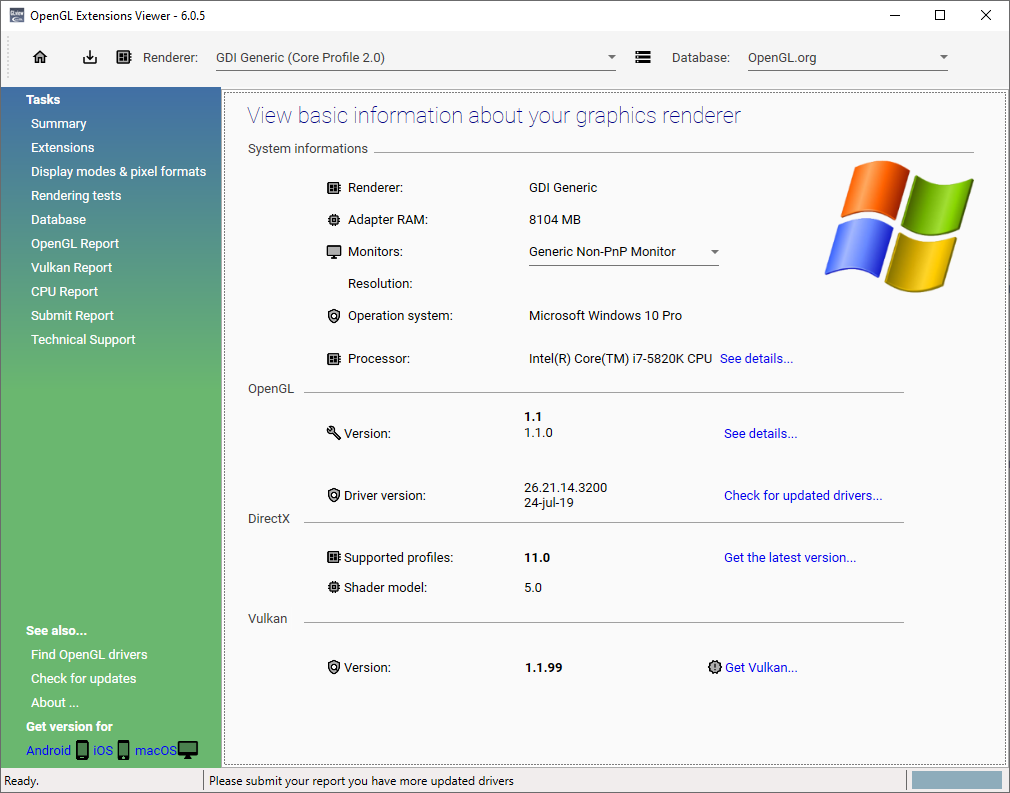 OpenGL Extensions Viewer - 6.0.5
Renderer: GDI Generic (Core Profile 2.0) Database: OpenGL.org
Tasks
Summary
Extensions
Display modes & pixel formats
Rendering tests
Database
OpenGL Report
Vulkan Report
CPU Report
Submit Report
Technical Support
See also...
Find OpenGL drivers
Check for updates
About ...
Get version for
Android iOS macOS
View basic information about your graphics renderer
System informations
Renderer: GDI Generic
Adapter RAM: 8104 MB
Monitors: Generic Non-PnP Monitor
Resolution:
Operation system: Microsoft Windows 10 Pro
Processor: Intel(R) Core(TM) i7-5820K CPU See details...
OpenGL
1.1
Version: 1.1.0 See details...
26.21.14.3200
Driver version: Check for updated drivers...
24-jul-19
DirectX
Supported profiles: 11.0 Get the latest version...
Shader model: 5.0
Vulkan
Version: 1.1.99 Get Vulkan...
Ready. Please submit your report you have more updated drivers